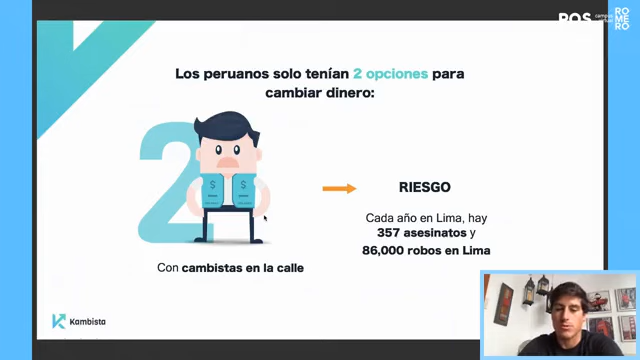 ROMERO
Los peruanos solo tenían 2 opciones para
cambiar dinero:
2
RIESGO
Cada año en Lima, hay
357 asesinatos y
86,000 robos en Lima
Con cambistas en la calle
Kambista